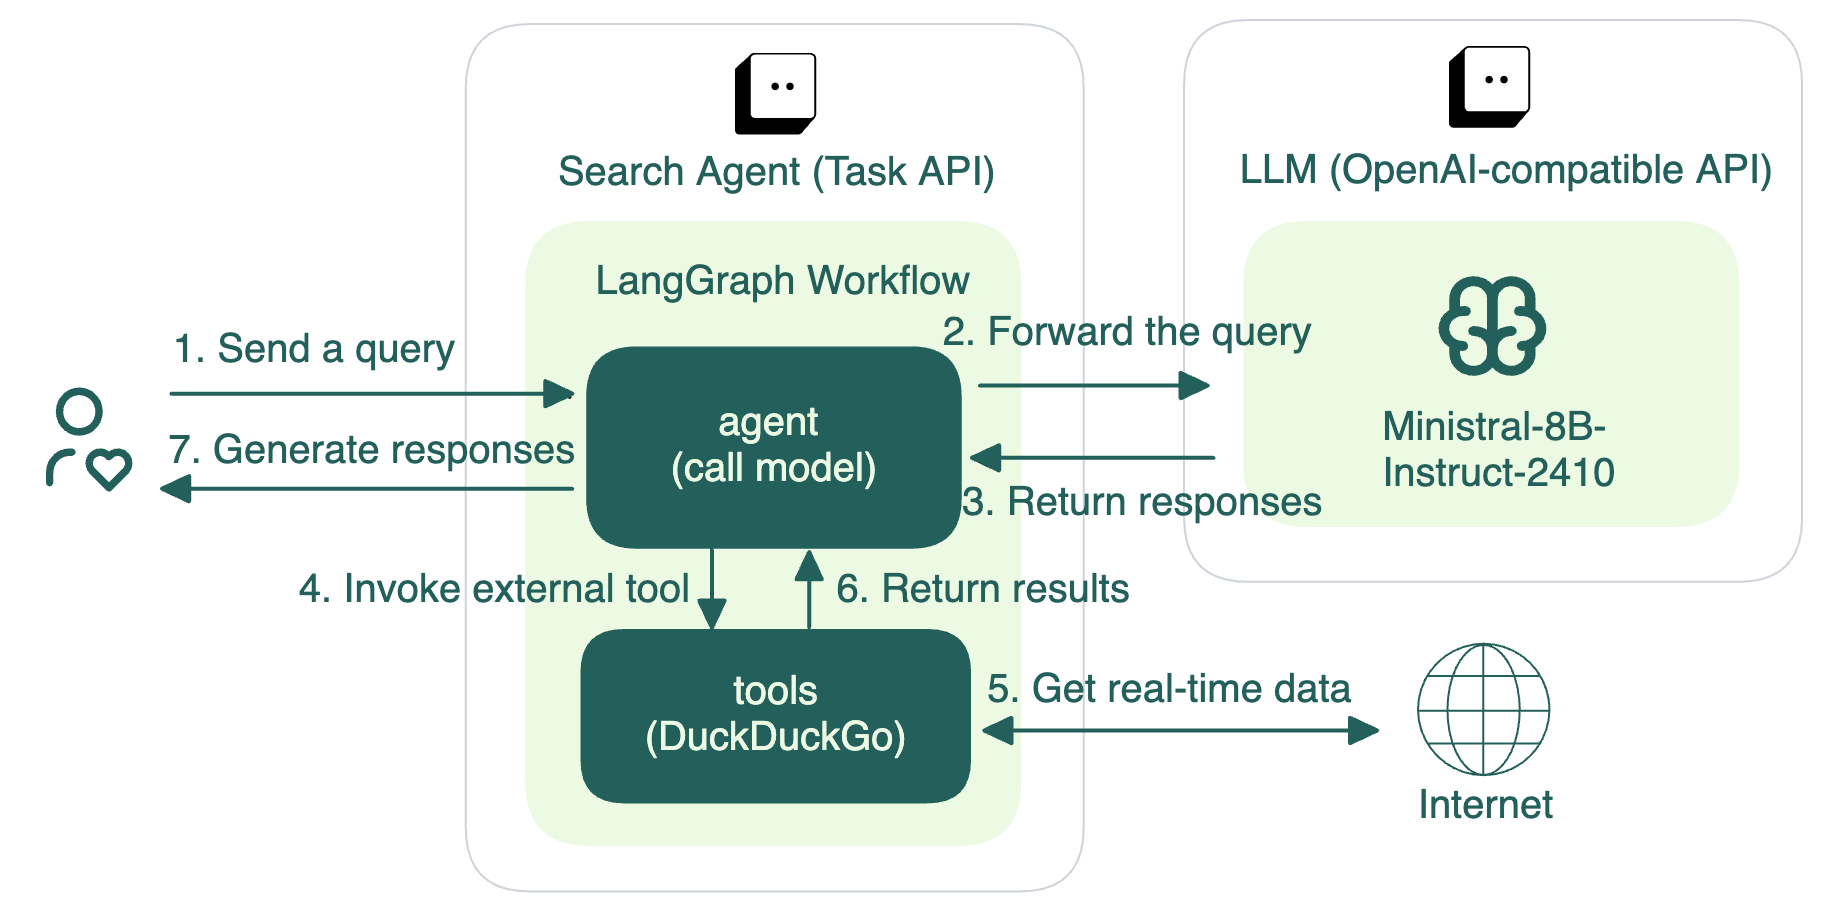 Search Agent (Task API)
LLM (OpenAI-compatible API)
LangGraph Workflow
1. Send a query
2. Forward the query
agent
(call model)
Ministral-8B-
Instruct-2410
7. Generate responses
3. Return responses
4. Invoke external tool
6. Return results
tools
(DuckDuckGo)
5. Get real-time data
Internet